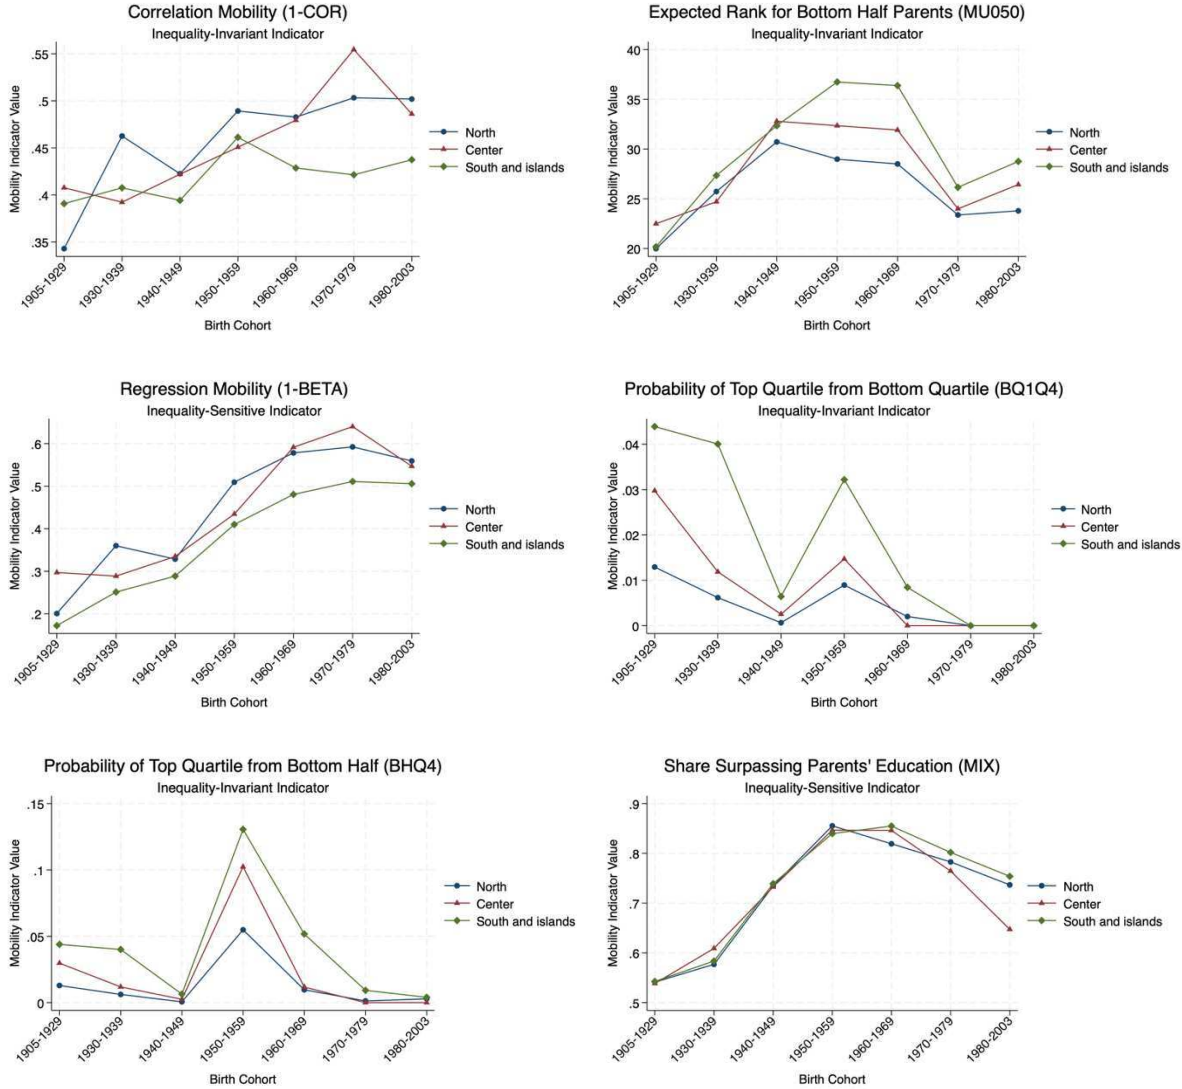 Correlation Mobility (1-COR)
Inequality-Invariant Indicator
Mobility Indicator Value
.55
.5
.45
.4
.35
1905-1929
1930-1939
1940-1949
1950-1959
1960-1969
1970-1979
1980-2003
Birth Cohort
North
Center
South and islands
Expected Rank for Bottom Half Parents (MU050)
Inequality-Invariant Indicator
Mobility Indicator Value
40
35
30
25
20
1905-1929
1930-1939
1940-1949
1950-1959
1960-1969
1970-1979
1980-2003
Birth Cohort
North
Center
South and islands
Regression Mobility (1-BETA)
Inequality-Sensitive Indicator
Mobility Indicator Value
.6
.5
.4
.3
.2
1905-1929
1930-1939
1940-1949
1950-1959
1960-1969
1970-1979
1980-2003
Birth Cohort
North
Center
South and islands
Probability of Top Quartile from Bottom Quartile (BQ1Q4)
Inequality-Invariant Indicator
Mobility Indicator Value
.04
.03
.02
.01
0
1905-1929
1930-1939
1940-1949
1950-1959
1960-1969
1970-1979
1980-2003
Birth Cohort
North
Center
South and islands
Probability of Top Quartile from Bottom Half (BHQ4)
Inequality-Invariant Indicator
Mobility Indicator Value
.15
.1
.05
0
1905-1929
1930-1939
1940-1949
1950-1959
1960-1969
1970-1979
1980-2003
Birth Cohort
North
Center
South and islands
Share Surpassing Parents' Education (MIX)
Inequality-Sensitive Indicator
Mobility Indicator Value
.9
.8
.7
.6
.5
1905-1929
1930-1939
1940-1949
1950-1959
1960-1969
1970-1979
1980-2003
Birth Cohort
North
Center
South and islands